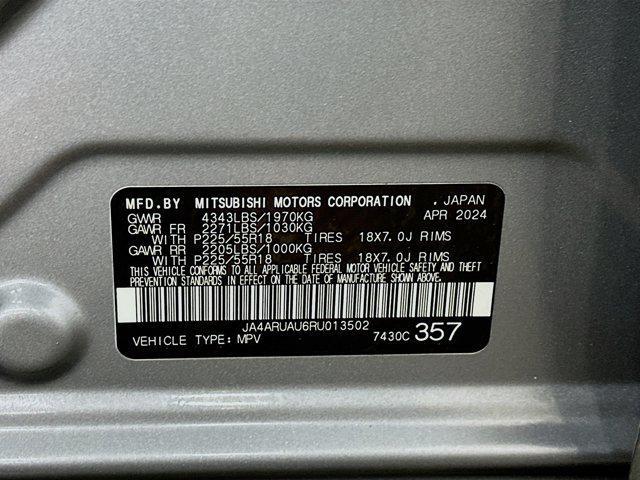 MFD.BY MITSUBISHI MOTORS CORPORATION . JAPAN
GVWR 4343LBS/1970KG APR 2024
GAWR FR 2271LBS/1030KG
WITH P225/55R18 TIRES 18X7.0J RIMS
GAWR RR 2205LBS/1000KG
WITH P225/55R18 TIRES 18X7.0J RIMS
THIS VEHICLE CONFORMS TO ALL APPLICABLE FEDERAL MOTOR VEHICLE SAFETY AND THEFT
PREVENTION STANDARDS IN EFFECT ON THE DATE OF MANUFACTURE SHOWN ABOVE.
JA4ARUAU6RU013502
VEHICLE TYPE: MPV 7430C 357